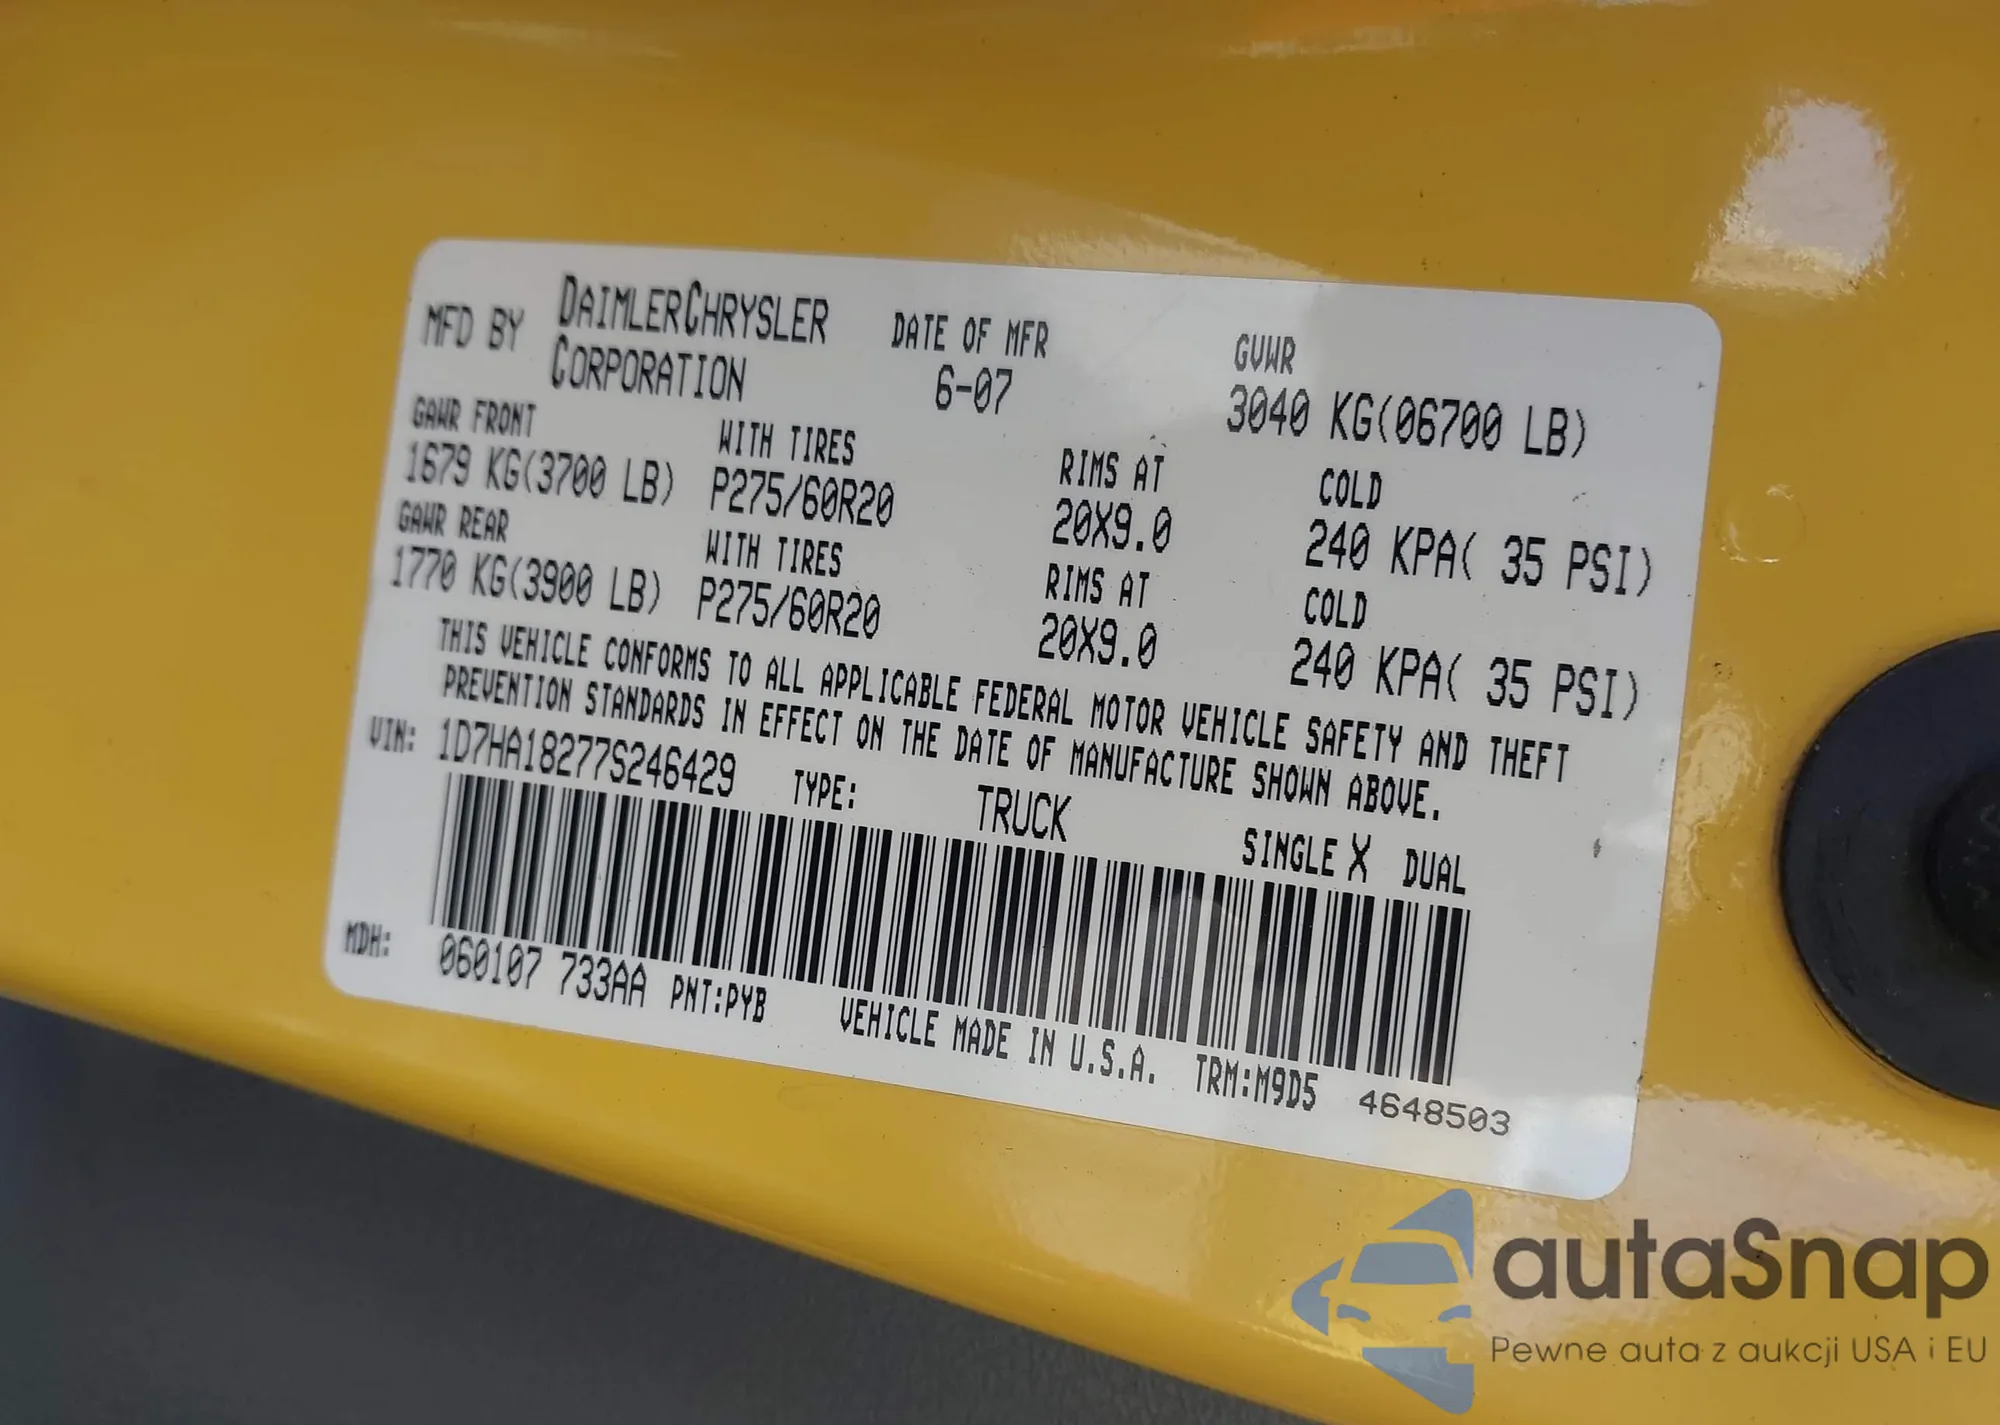 MFD BY DAIMLERCHRYSLER CORPORATION
DATE OF MFR
6-07
GVWR
3040 KG(06700 LB)
GAWR FRONT
1679 KG(3700 LB)
WITH TIRES
P275/60R20
RIMS AT
20X9.0
COLD
240 KPA( 35 PSI)
GAWR REAR
1770 KG(3900 LB)
WITH TIRES
P275/60R20
RIMS AT
20X9.0
COLD
240 KPA( 35 PSI)
THIS VEHICLE CONFORMS TO ALL APPLICABLE FEDERAL MOTOR VEHICLE SAFETY AND THEFT
PREVENTION STANDARDS IN EFFECT ON THE DATE OF MANUFACTURE SHOWN ABOVE.
VIN: 1D7HA18277S246429 TYPE: TRUCK SINGLE X DUAL
MDH: 060107 733AA PNT:PYB VEHICLE MADE IN U.S.A. TRM:M9D5 4648503
autaSnap
Pewne auta z aukcji USA i EU